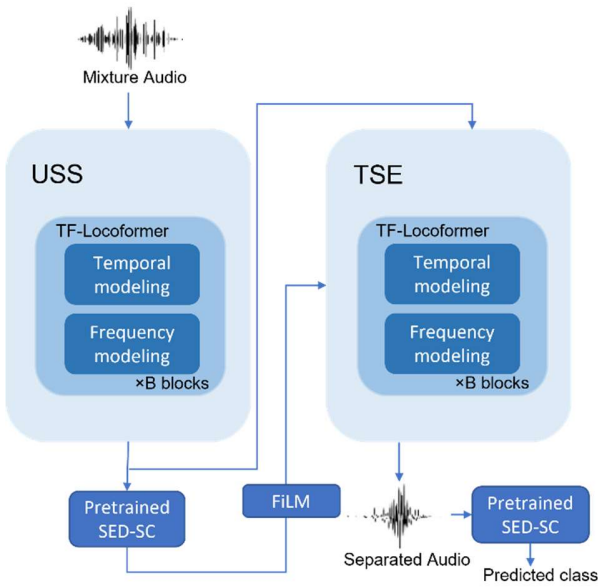 Mixture Audio
USS
TF-Locoformer
Temporal
modeling
Frequency
modeling
×B blocks
Pretrained
SED-SC
FiLM
TSE
TF-Locoformer
Temporal
modeling
Frequency
modeling
×B blocks
Separated Audio
Pretrained
SED-SC
Predicted class